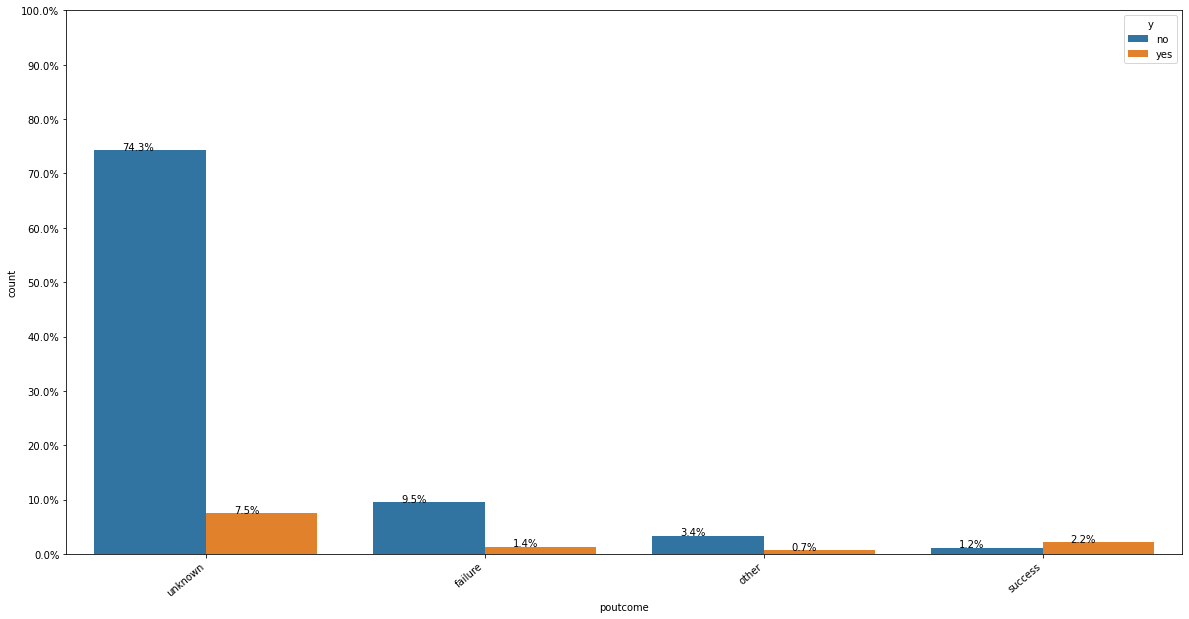 100.0%
90.0%
80.0%
70.0%
60.0%
50.0%
40.0%
30.0%
20.0%
10.0%
0.0%
count
y
no
yes
74.3%
7.5%
9.5%
1.4%
3.4%
0.7%
1.2%
2.2%
unknown
failure
other
success
poutcome